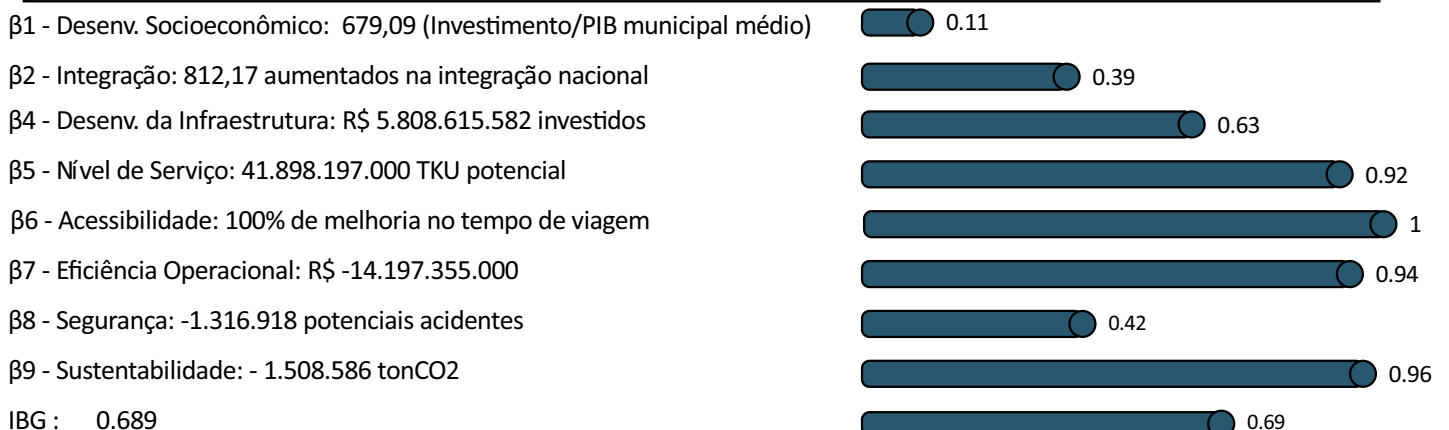 β1 - Desenv. Socioeconômico: 679,09 (Investimento/PIB municipal médio) 0.11
β2 - Integração: 812,17 aumentados na integração nacional 0.39
β4 - Desenv. da Infraestrutura: R$ 5.808.615.582 investidos 0.63
β5 - Nível de Serviço: 41.898.197.000 TKU potencial 0.92
β6 - Acessibilidade: 100% de melhoria no tempo de viagem 1
β7 - Eficiência Operacional: R$ -14.197.355.000 0.94
β8 - Segurança: -1.316.918 potenciais acidentes 0.42
β9 - Sustentabilidade: - 1.508.586 tonCO2 0.96
IBG : 0.689 0.69